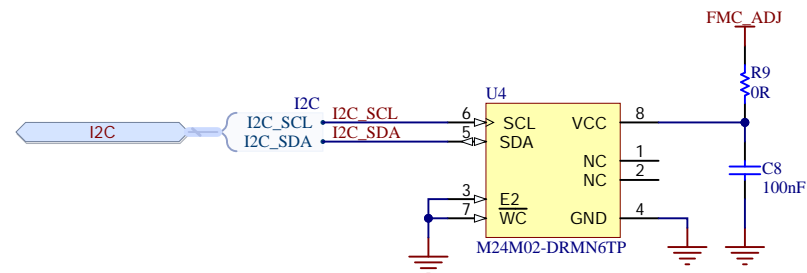 FMC_ADJ
R9
0R
U4
I2C
I2C
I2C_SCL
I2C_SCL
I2C_SDA
I2C_SDA
6
5
SCL
SDA
VCC
8
NC
1
NC
2
3
E2
7
WC
GND
4
C8
100nF
M24M02-DRMN6TP